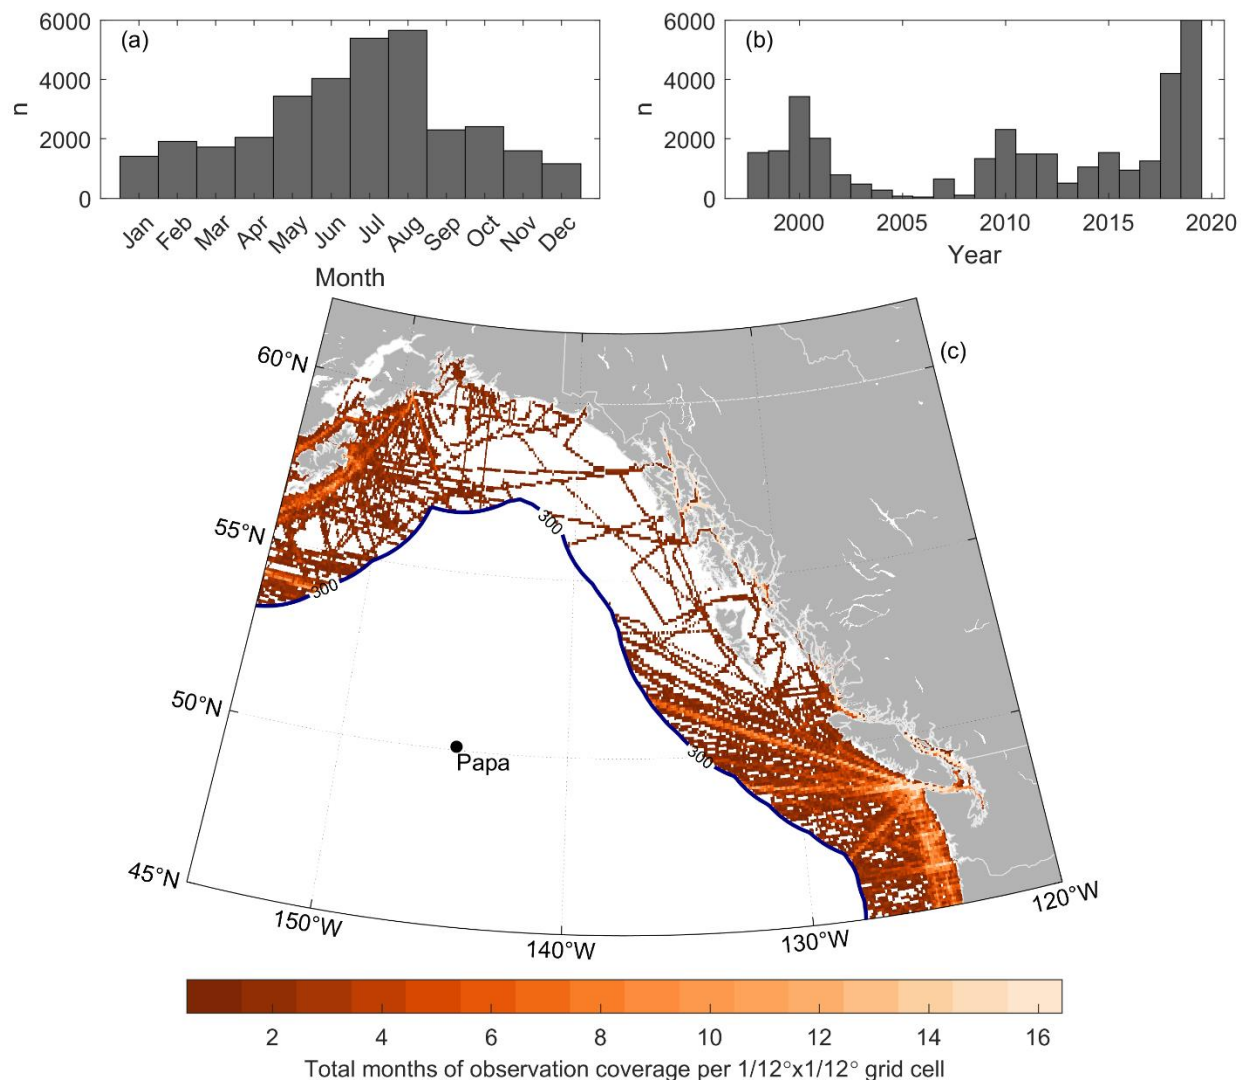 6000
4000
2000
0
n
(a)
Jan
Feb
Mar
Apr
May
Jun
Jul
Aug
Sep
Oct
Nov
Dec
Month
6000
4000
2000
0
n
(b)
2000
2005
2010
2015
2020
Year
(c)
60°N
55°N
50°N
45°N
300
300
300
Papa
150°W
140°W
130°W
120°W
2 4 6 8 10 12 14 16
Total months of observation coverage per 1/12°x1/12° grid cell